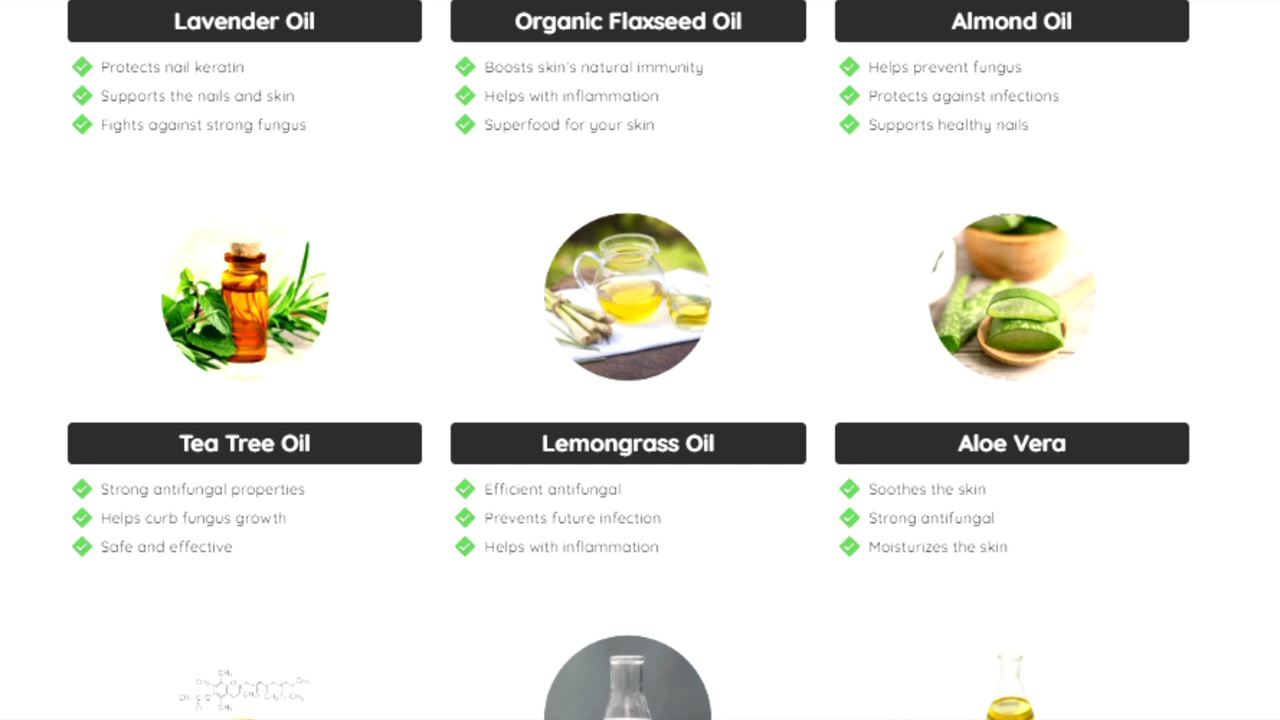 Lavender Oil
Protects nail keratin
Supports the nails and skin
Fights against strong fungus
Organic Flaxseed Oil
Boosts skin's natural immunity
Helps with inflammation
Superfood for your skin
Almond Oil
Helps prevent fungus
Protects against infections
Supports healthy nails
Tea Tree Oil
Strong antifungal properties
Helps curb fungus growth
Safe and effective
Lemongrass Oil
Efficient antifungal
Prevents future infection
Helps with inflammation
Aloe Vera
Soothes the skin
Strong antifungal
Moisturizes the skin